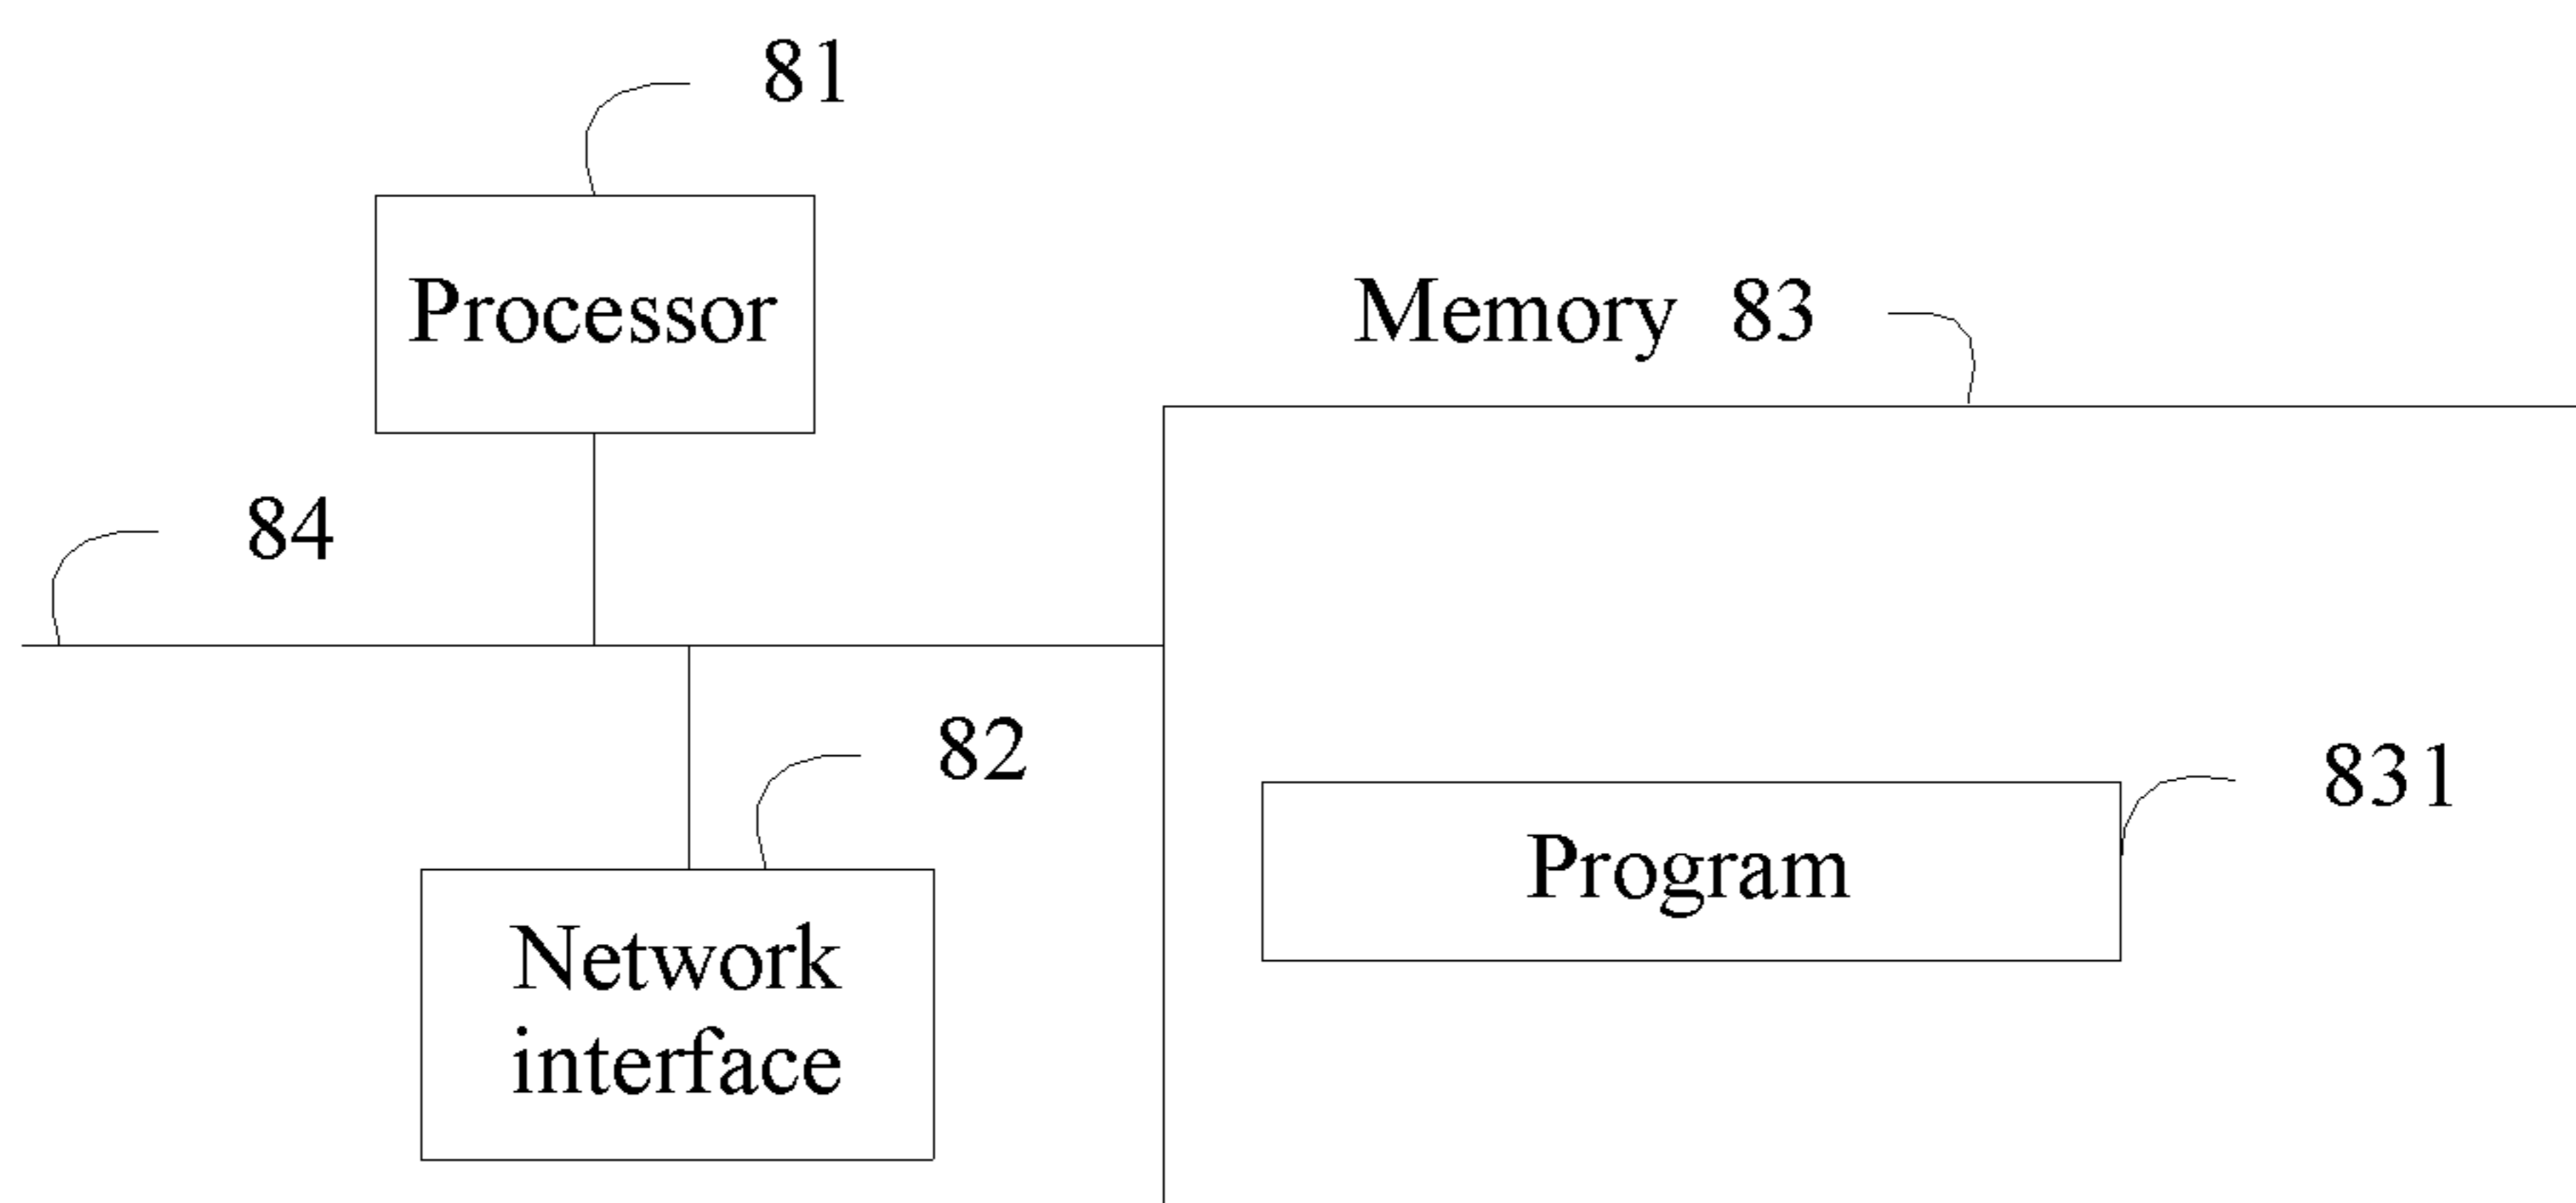 81
Processor
Memory 83
84
82
831
Program
Network
interface